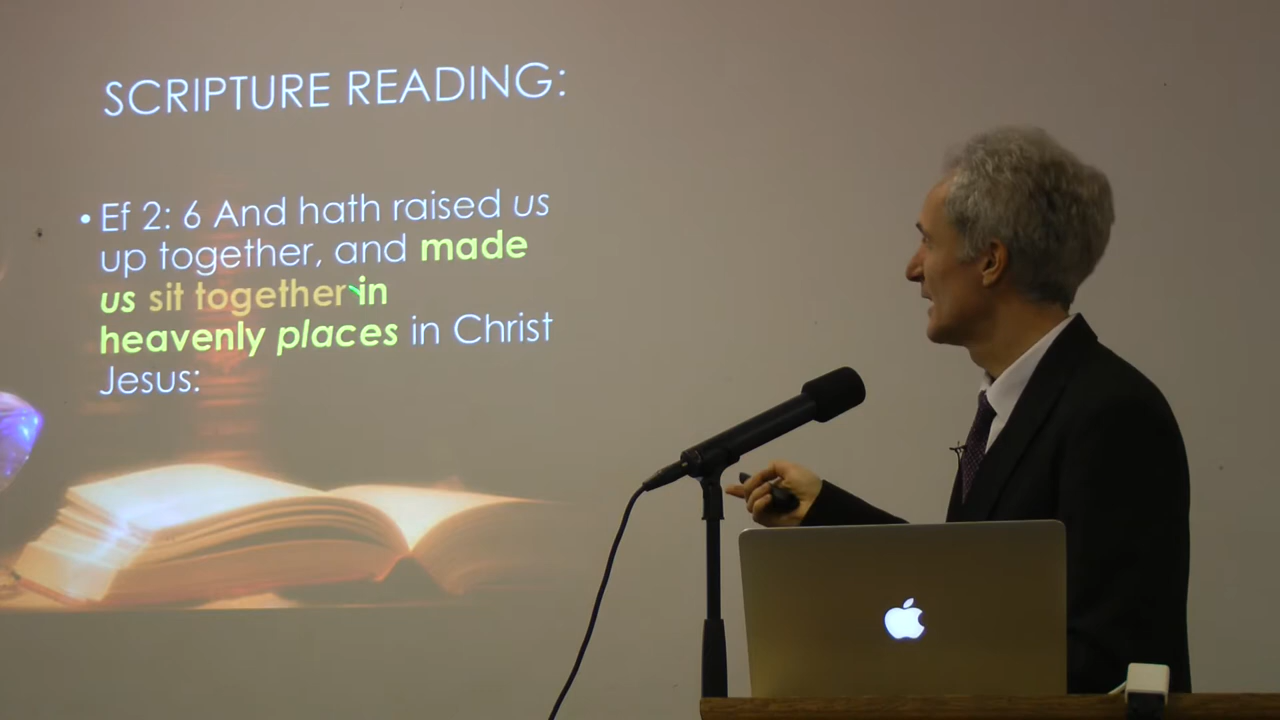 SCRIPTURE READING:
• Ef 2: 6 And hath raised us
up together, and made
us sit together in
heavenly places in Christ
Jesus: